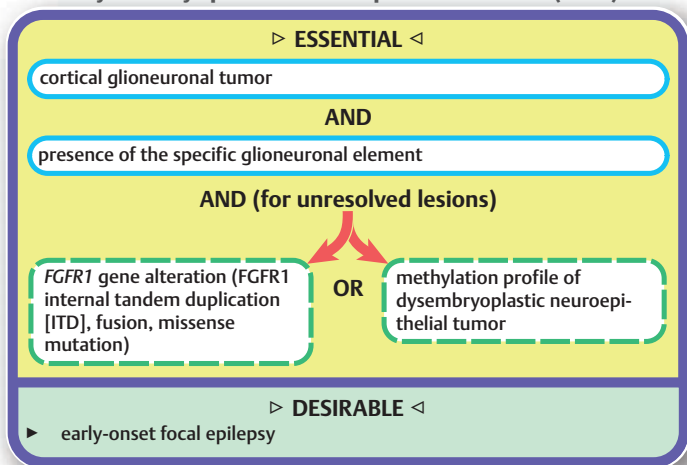 ▷ ESSENTIAL ◁
cortical glioneuronal tumor
AND
presence of the specific glioneuronal element
AND (for unresolved lesions)
FGFR1 gene alteration (FGFR1
internal tandem duplication
[ITD], fusion, missense
mutation)
OR
methylation profile of
dysembryoplastic neuroepi-
thelial tumor
▷ DESIRABLE ◁
► early-onset focal epilepsy